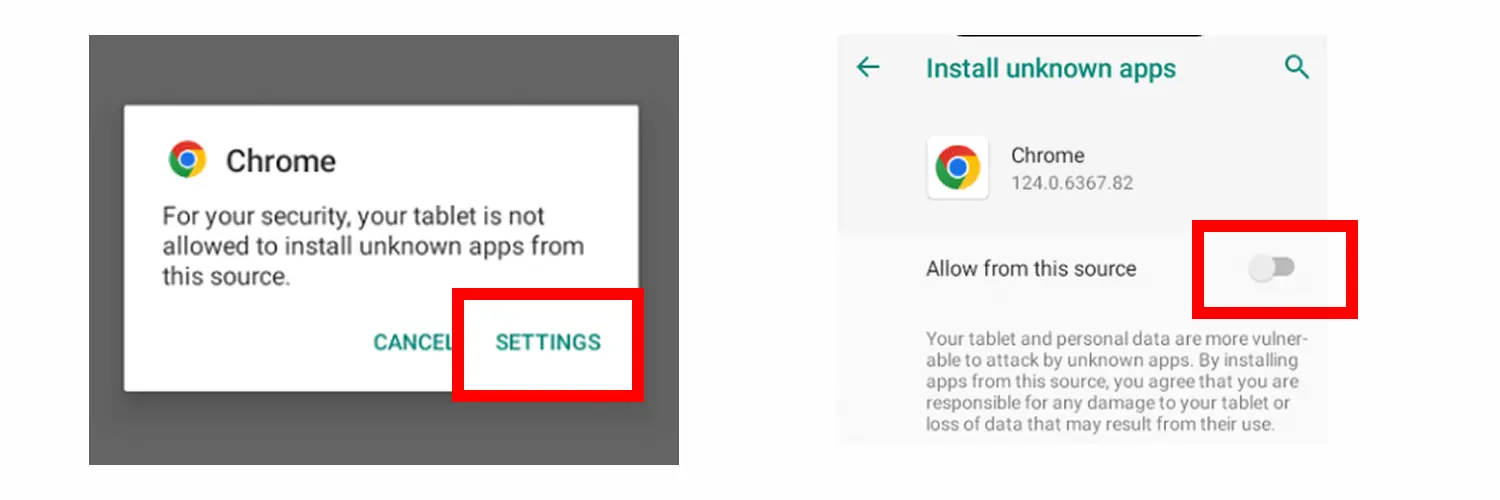 Chrome
For your security, your tablet is not
allowed to install unknown apps from
this source.
CANCEL SETTINGS
Install unknown apps
Chrome
124.0.6367.82
Allow from this source
Your tablet and personal data are more vulner-
able to attack by unknown apps. By installing
apps from this source, you agree that you are
responsible for any damage to your tablet or
loss of data that may result from their use.